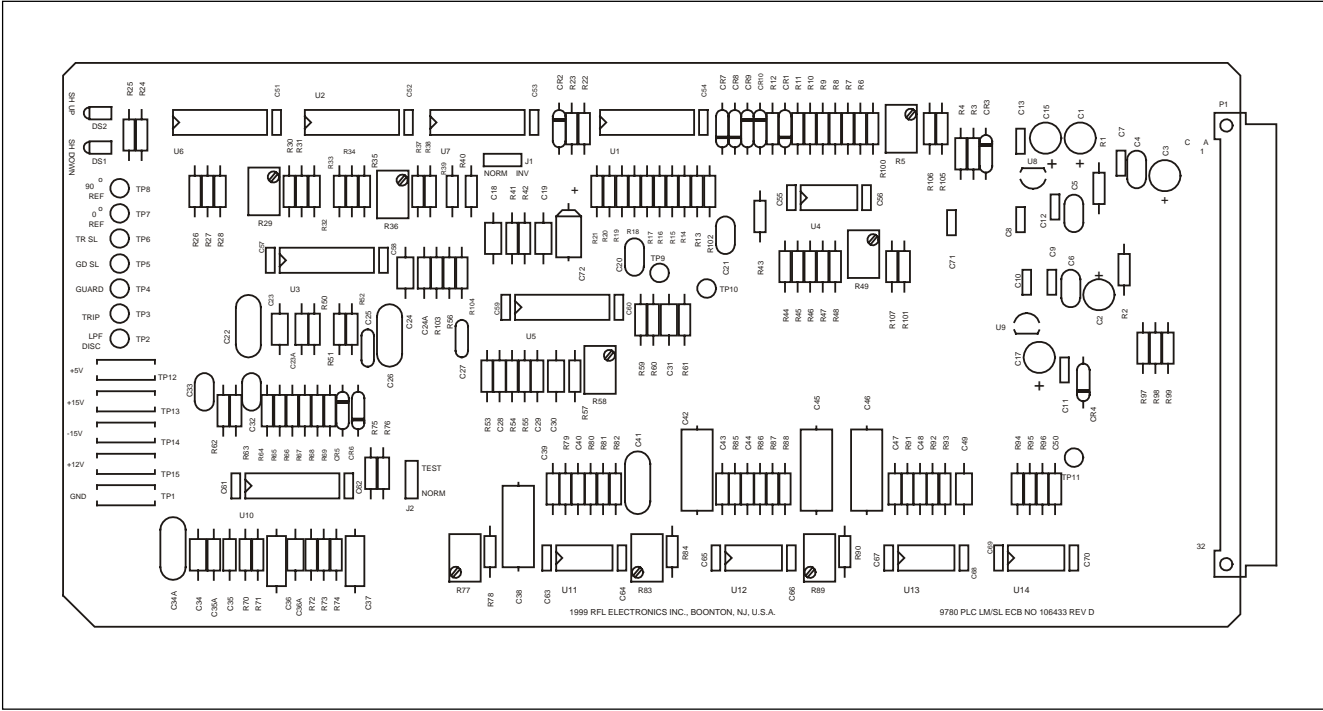 R25
R24
SH UP
DS2
SH DOWN
DS1
U6
C51
U2
C52
R30
R31
R33
R34
R35
R37
R38
U7
R39
R40
C53
J1
NORM INV
CR2
R23
R22
U1
C54
CR7
CR8
CR9
CR10
R12
CR1
R11
R10
R9
R8
R7
R6
R100
R5
R106
R105
R4
R3
CR3
C13
C15
C1
U8
R1
C7
C4
C3
P1
C A
1
90 o
REF
TP8
0 o
REF
TP7
TR SL
TP6
GD SL
TP5
GUARD
TP4
TRIP
TP3
LPF
DISC
TP2
R26
R27
R28
R29
R32
R36
C57
C58
U3
C18
R41
R42
C19
+
C72
R21
R20
R19
R18
R17
R16
R15
R14
R13
R102
C20
TP9
C21
TP10
R43
C55
C56
U4
R49
C71
C8
C12
C5
+
+
+
C10
C9
C6
+
C2
R2
C22
C23
C23A
R50
R51
R52
C25
C26
C24
C24A
R103
R56
R104
C27
C59
C60
U5
R59
R60
C31
R61
R44
R45
R46
R47
R48
R107
R101
U9
C17
+
C11
CR4
R97
R98
R99
+5V
TP12
+15V
TP13
-15V
TP14
+12V
TP15
GND
TP1
C33
R62
R63
C32
R64
R65
R66
R67
R68
R69
CR5
CR6
R75
R76
R53
C28
R54
R55
C29
C30
R57
R58
C61
C62
U10
TEST
NORM
J2
C39
R79
C40
R80
R81
R82
C41
C42
C43
R85
C44
R86
R87
R88
C45
C46
C47
R91
C48
R92
R93
C49
R94
R95
R96
C50
TP11
C34A
C34
C35A
C35
R70
R71
C36
C36A
R72
R73
R74
C37
R77
R78
C38
C63
U11
C64
R83
R84
C65
U12
C66
R89
R90
C67
U13
C68
C69
U14
C70
32
1999 RFL ELECTRONICS INC., BOONTON, NJ, U.S.A.
9780 PLC LM/SL ECB NO 106433 REV D